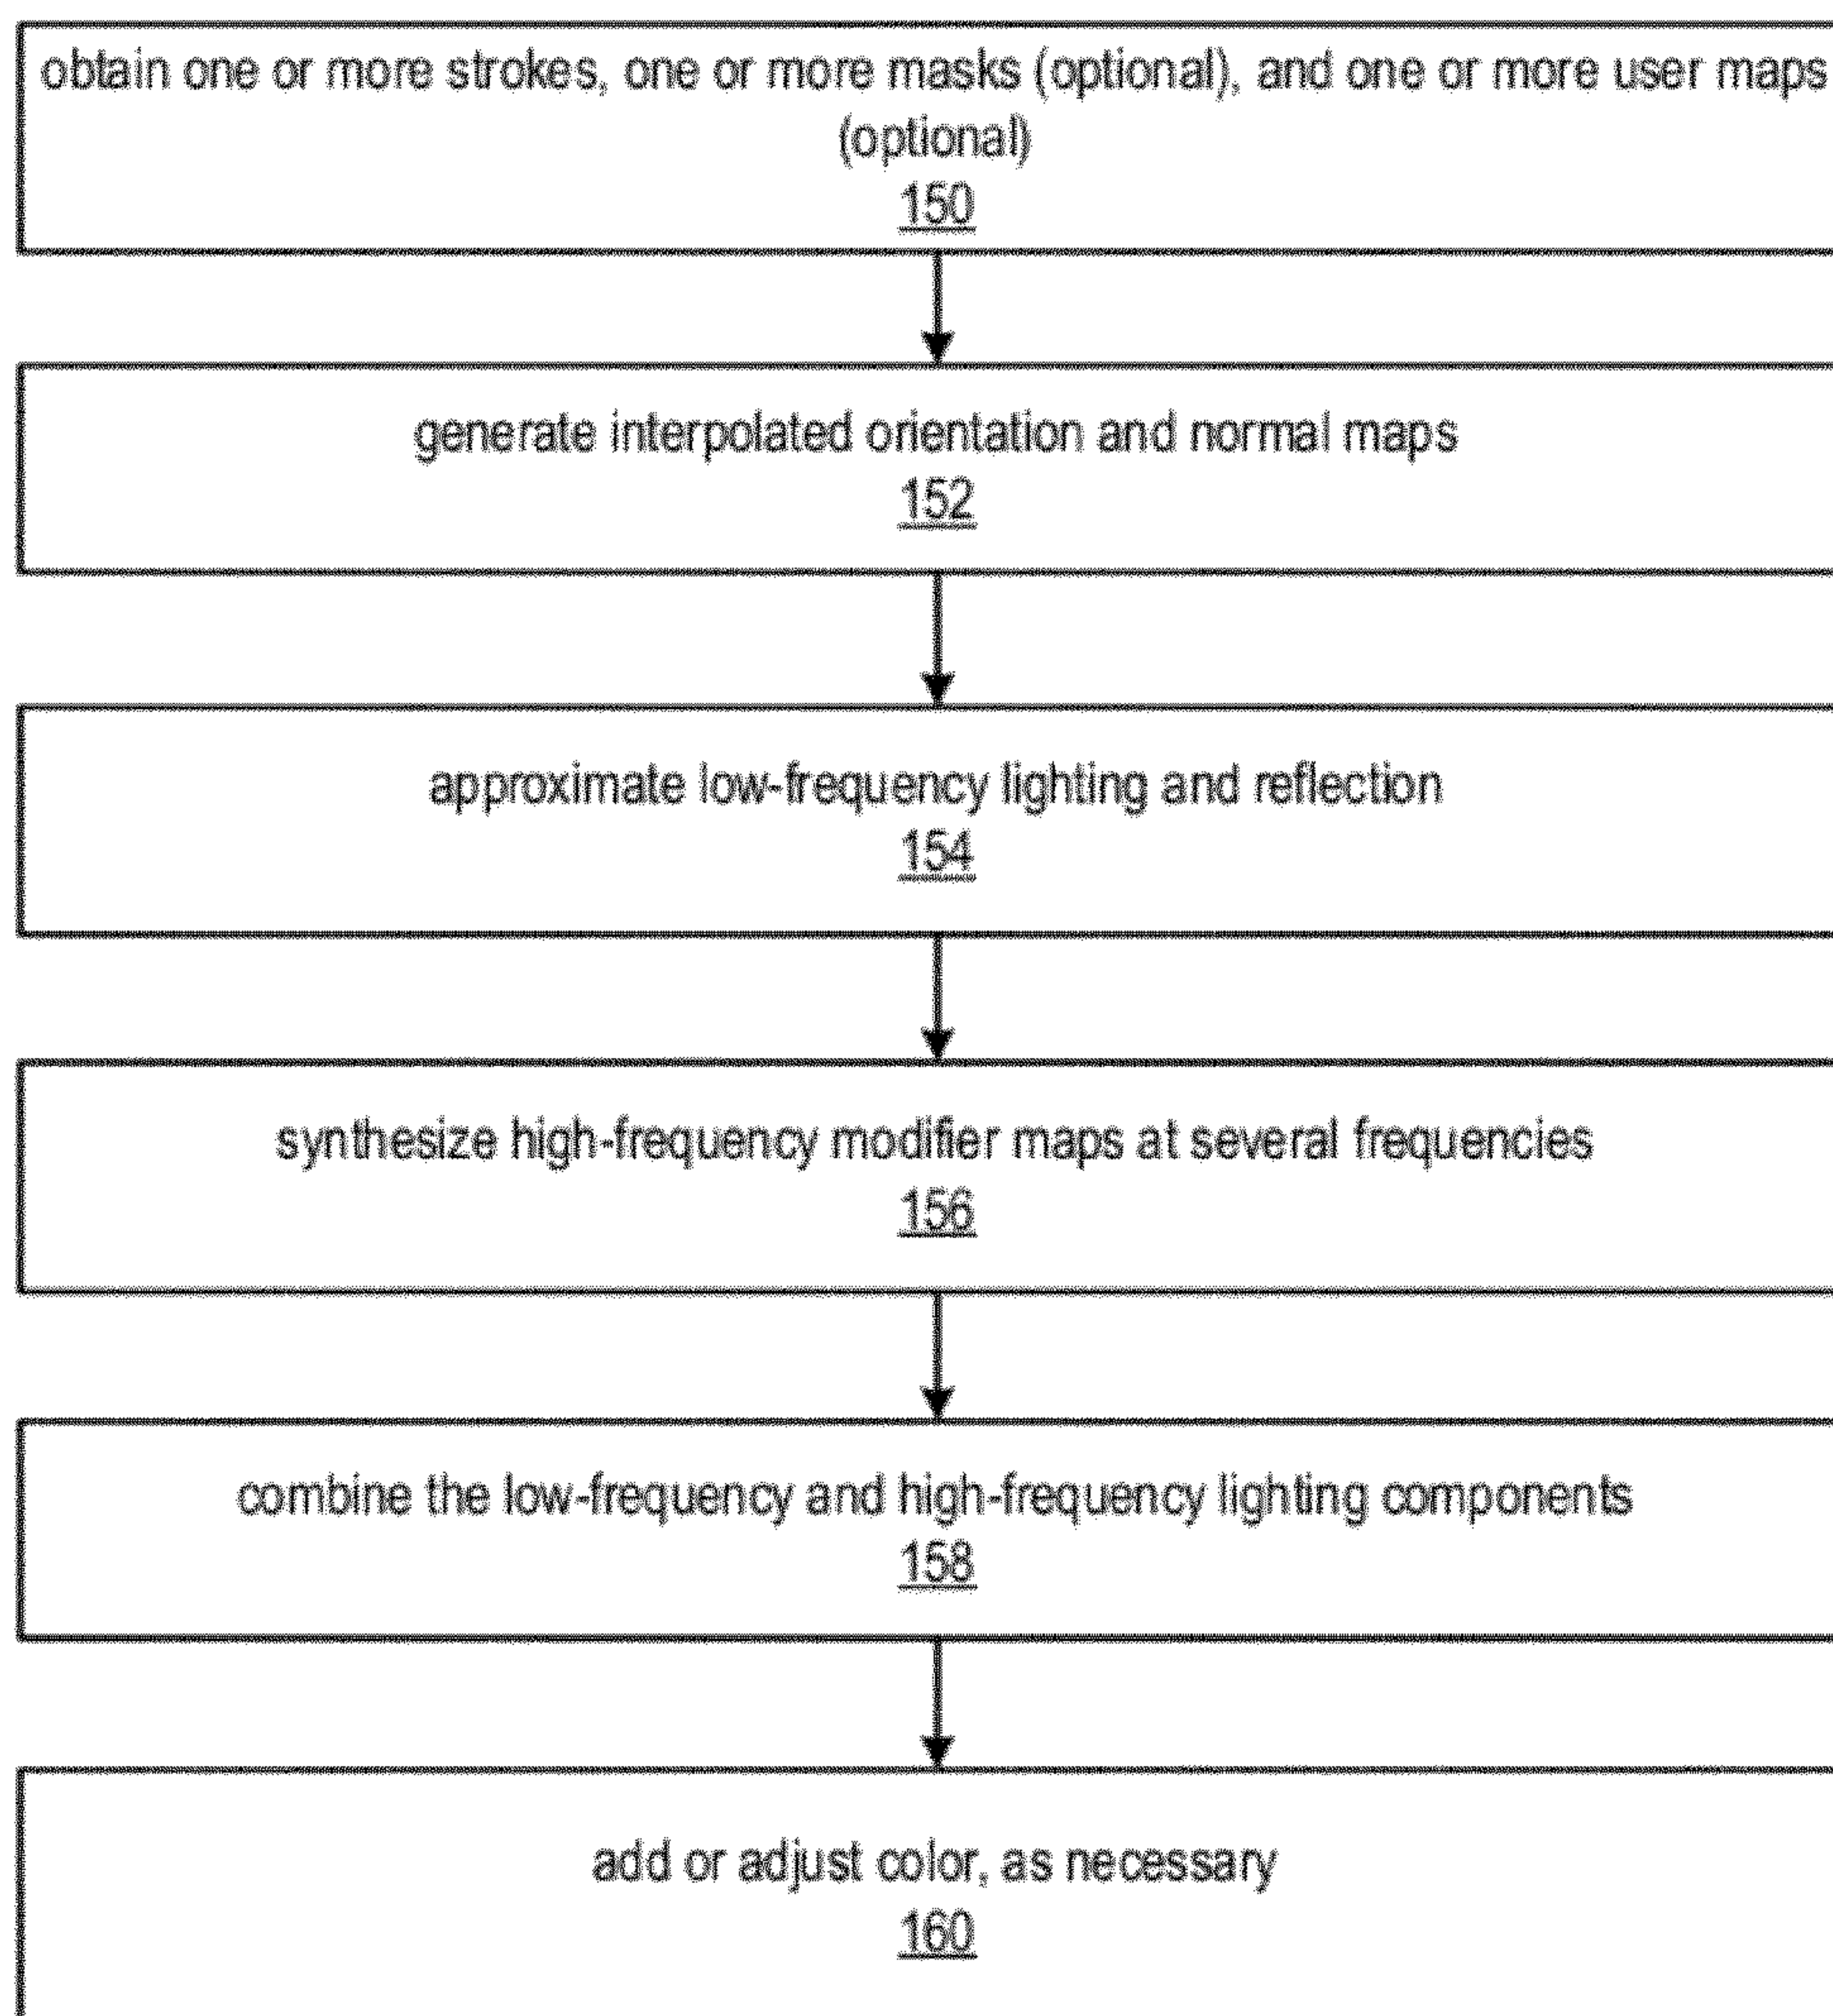 obtain one or more strokes, one or more masks (optional), and one or more user maps
(optional)
150
generate interpolated orientation and normal maps
152
approximate low-frequency lighting and reflection
154
synthesize high-frequency modifier maps at several frequencies
156
combine the low-frequency and high-frequency lighting components
158
add or adjust color, as necessary
160